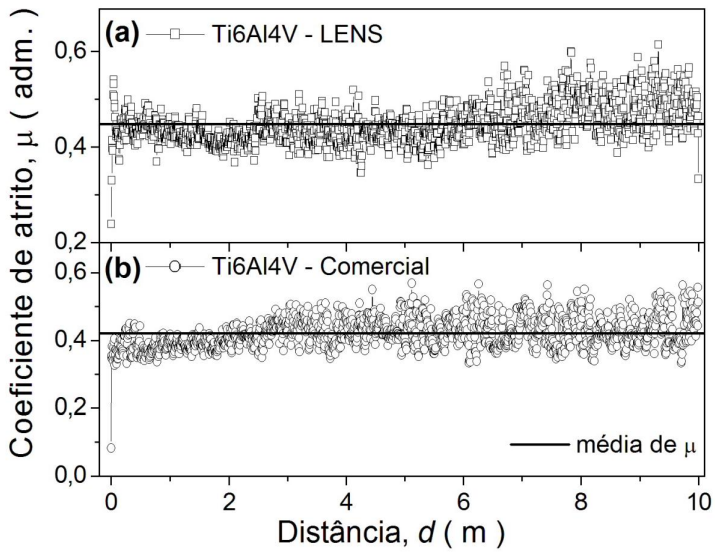 Coeficiente de atrito, μ ( adm. )
(a) Ti6Al4V - LENS
0,6
0,4
0,2
(b) Ti6Al4V - Comercial
0,6
0,4
0,2
0,0
média de μ
0 2 4 6 8 10
Distância, d ( m )